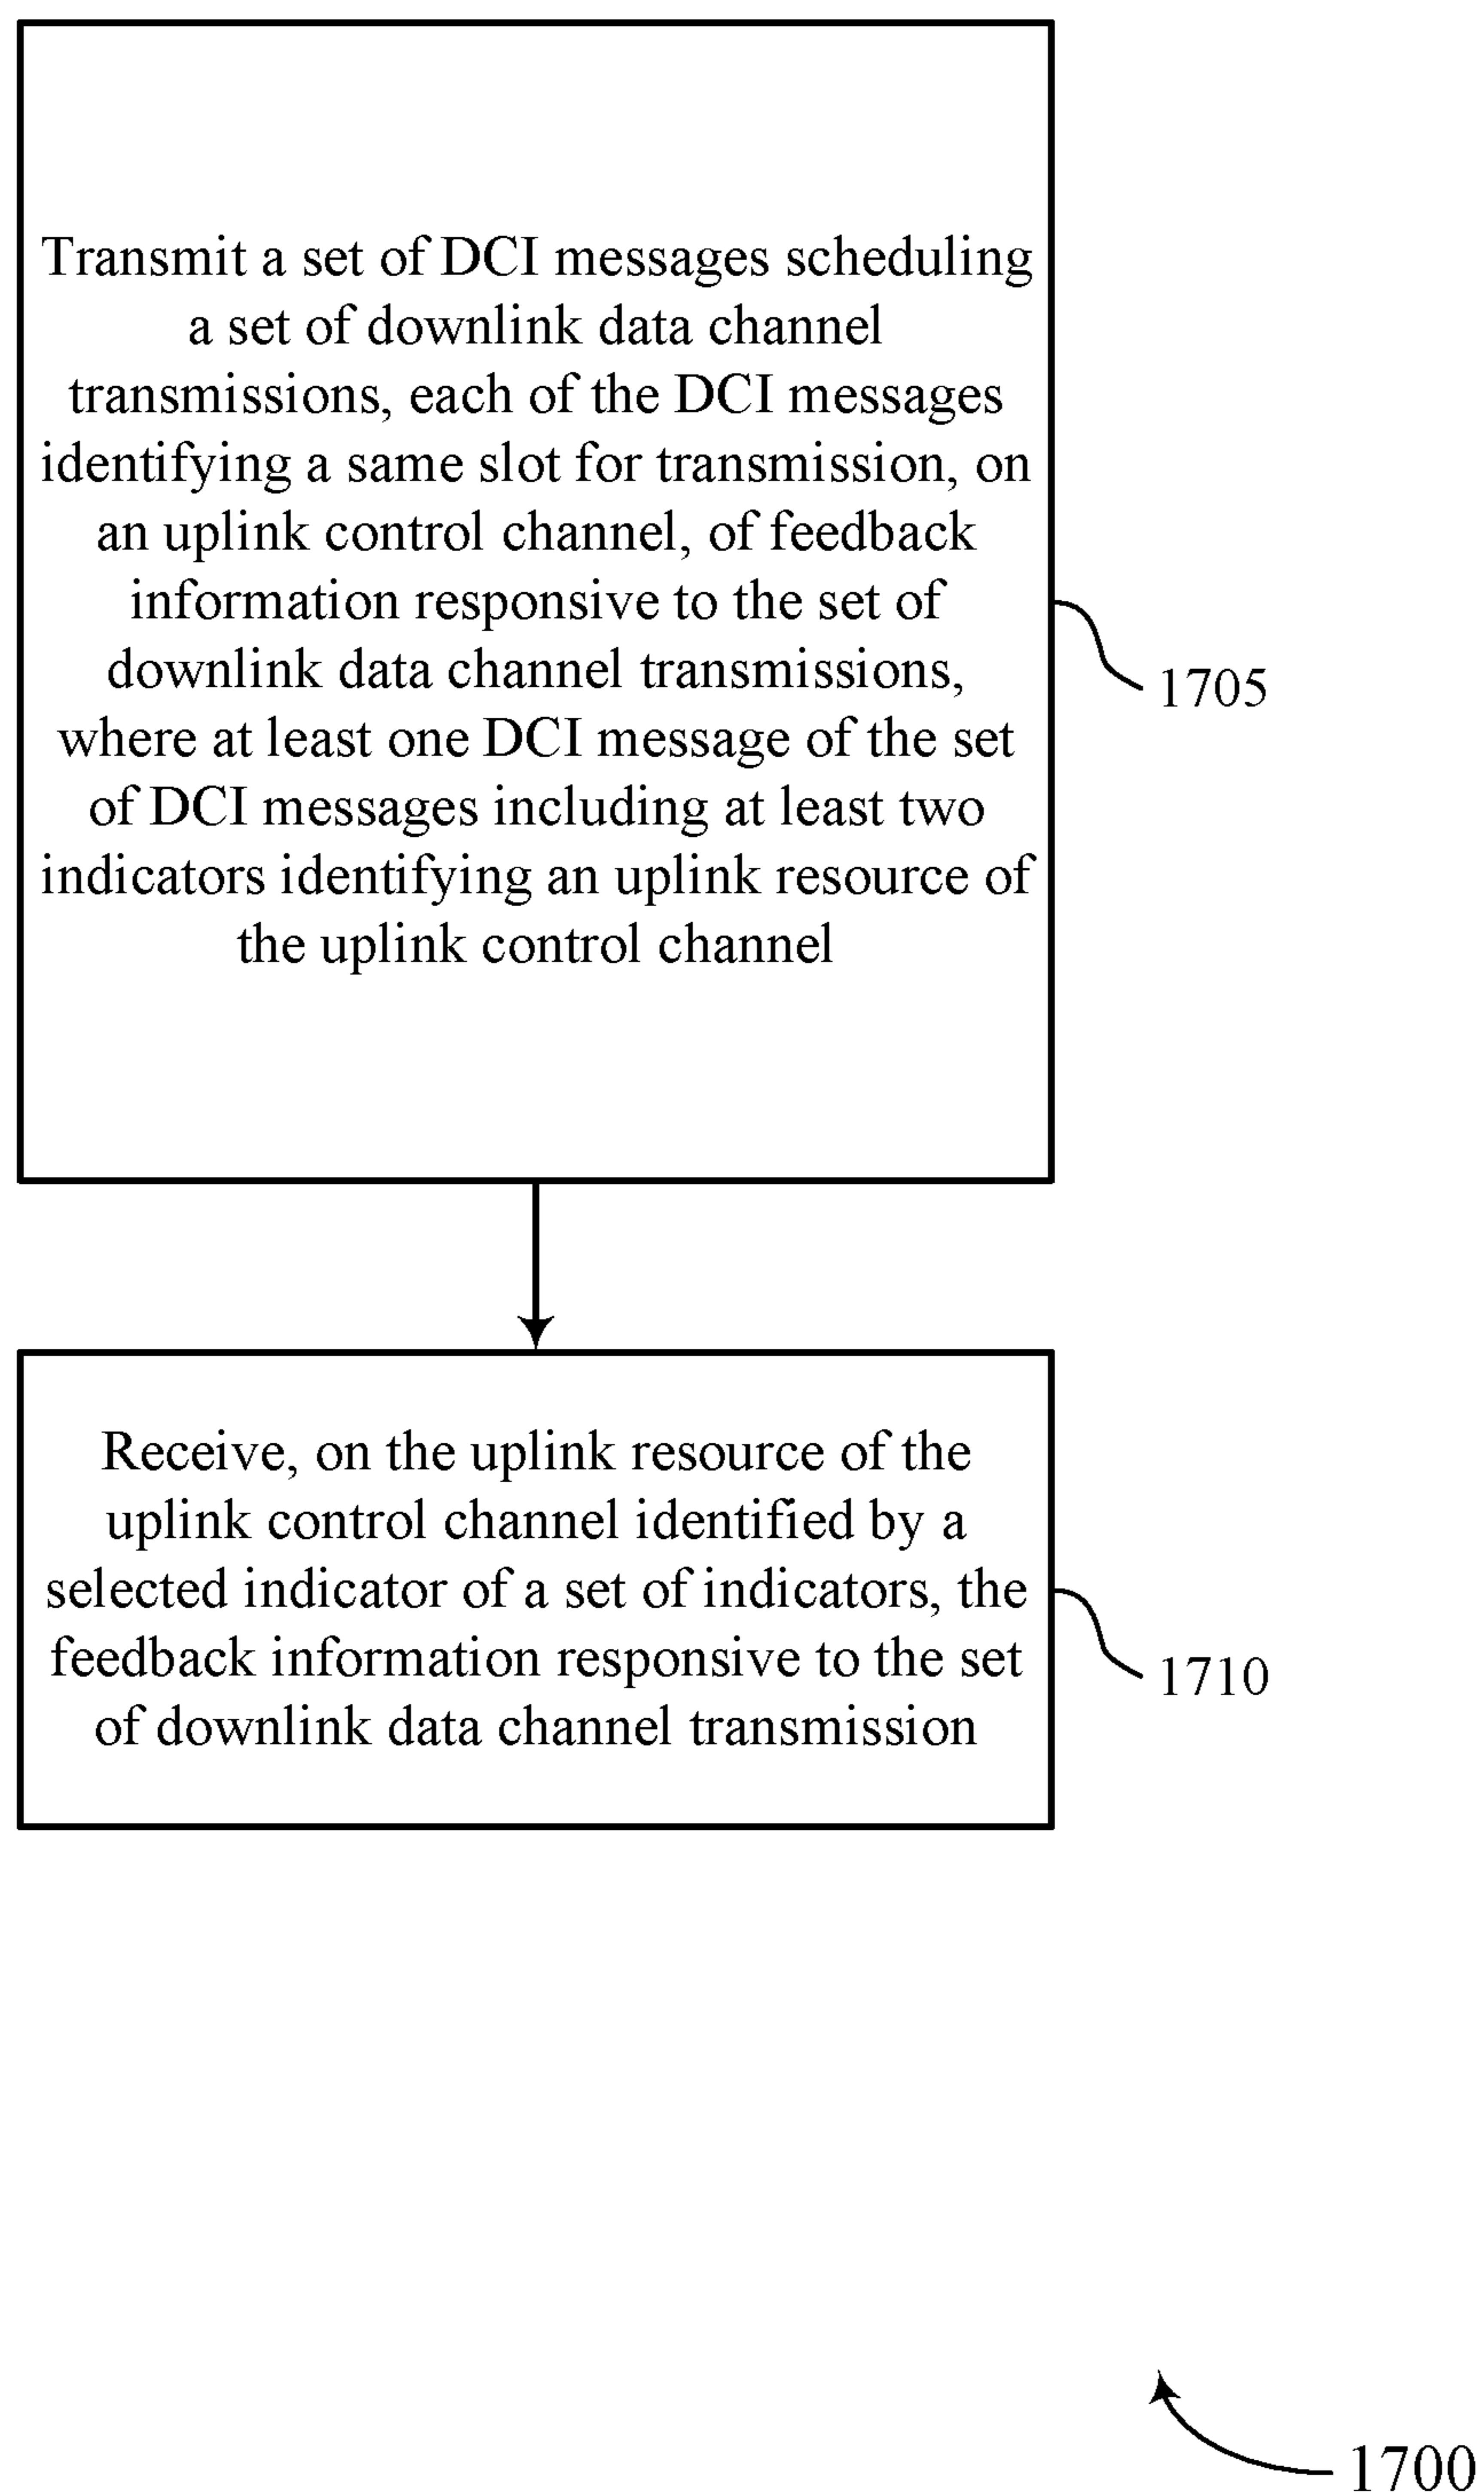 Transmit a set of DCI messages scheduling
a set of downlink data channel
transmissions, each of the DCI messages
identifying a same slot for transmission, on
an uplink control channel, of feedback
information responsive to the set of
downlink data channel transmissions,
where at least one DCI message of the set
of DCI messages including at least two
indicators identifying an uplink resource of
the uplink control channel
1705
Receive, on the uplink resource of the
uplink control channel identified by a
selected indicator of a set of indicators, the
feedback information responsive to the set
of downlink data channel transmission
1710
1700